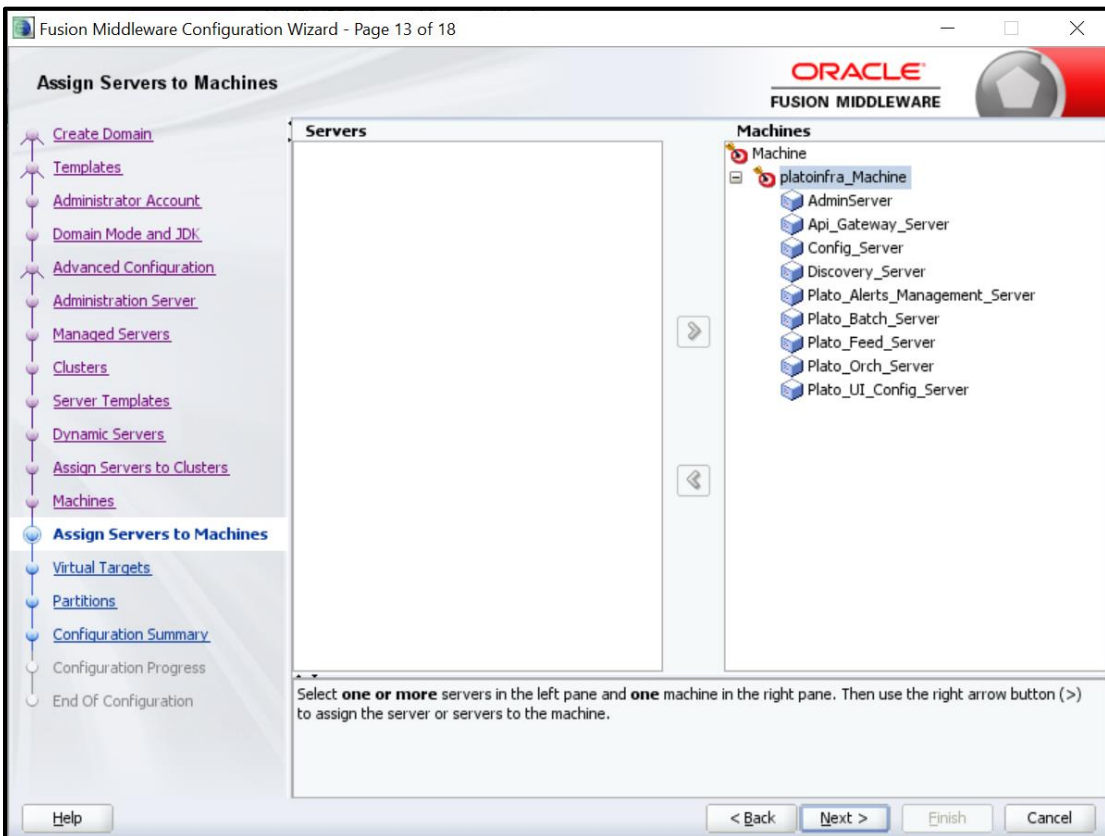 Fusion Middleware Configuration Wizard - Page 13 of 18
Assign Servers to Machines
ORACLE
FUSION MIDDLEWARE
Create Domain
Templates
Administrator Account
Domain Mode and JDK
Advanced Configuration
Administration Server
Managed Servers
Clusters
Server Templates
Dynamic Servers
Assign Servers to Clusters
Machines
Assign Servers to Machines
Virtual Targets
Partitions
Configuration Summary
Configuration Progress
End Of Configuration
Servers
Machines
Machine
platoinfra_Machine
AdminServer
Api_Gateway_Server
Config_Server
Discovery_Server
Plato_Alerts_Management_Server
Plato_Batch_Server
Plato_Feed_Server
Plato_Orch_Server
Plato_UI_Config_Server
Select one or more servers in the left pane and one machine in the right pane. Then use the right arrow button (>)
to assign the server or servers to the machine.
Help
< Back
Next >
Finish
Cancel